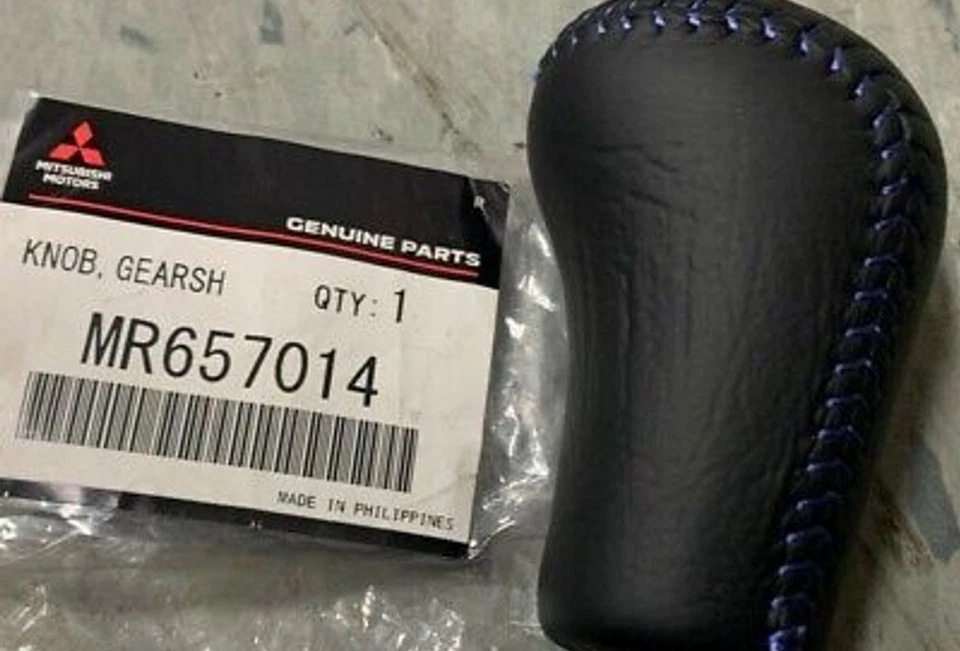 MITSUBISHI
MOTORS
R
GENUINE PARTS
KNOB, GEARSH
QTY: 1
MR657014
MADE IN PHILIPPINES